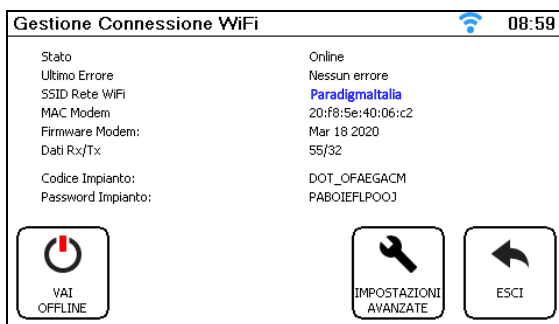 Gestione Connessione WiFi 08:59
Stato Online
Ultimo Errore Nessun errore
SSID Rete WiFi ParadigmaItalia
MAC Modem 20:f8:5e:40:06:c2
Firmware Modem: Mar 18 2020
Dati Rx/Tx 55/32
Codice Impianto: DOT_OFAEGACM
Password Impianto: PABOIEFLPOOJ
VAI
OFFLINE
IMPOSTAZIONI
AVANZATE
ESCI